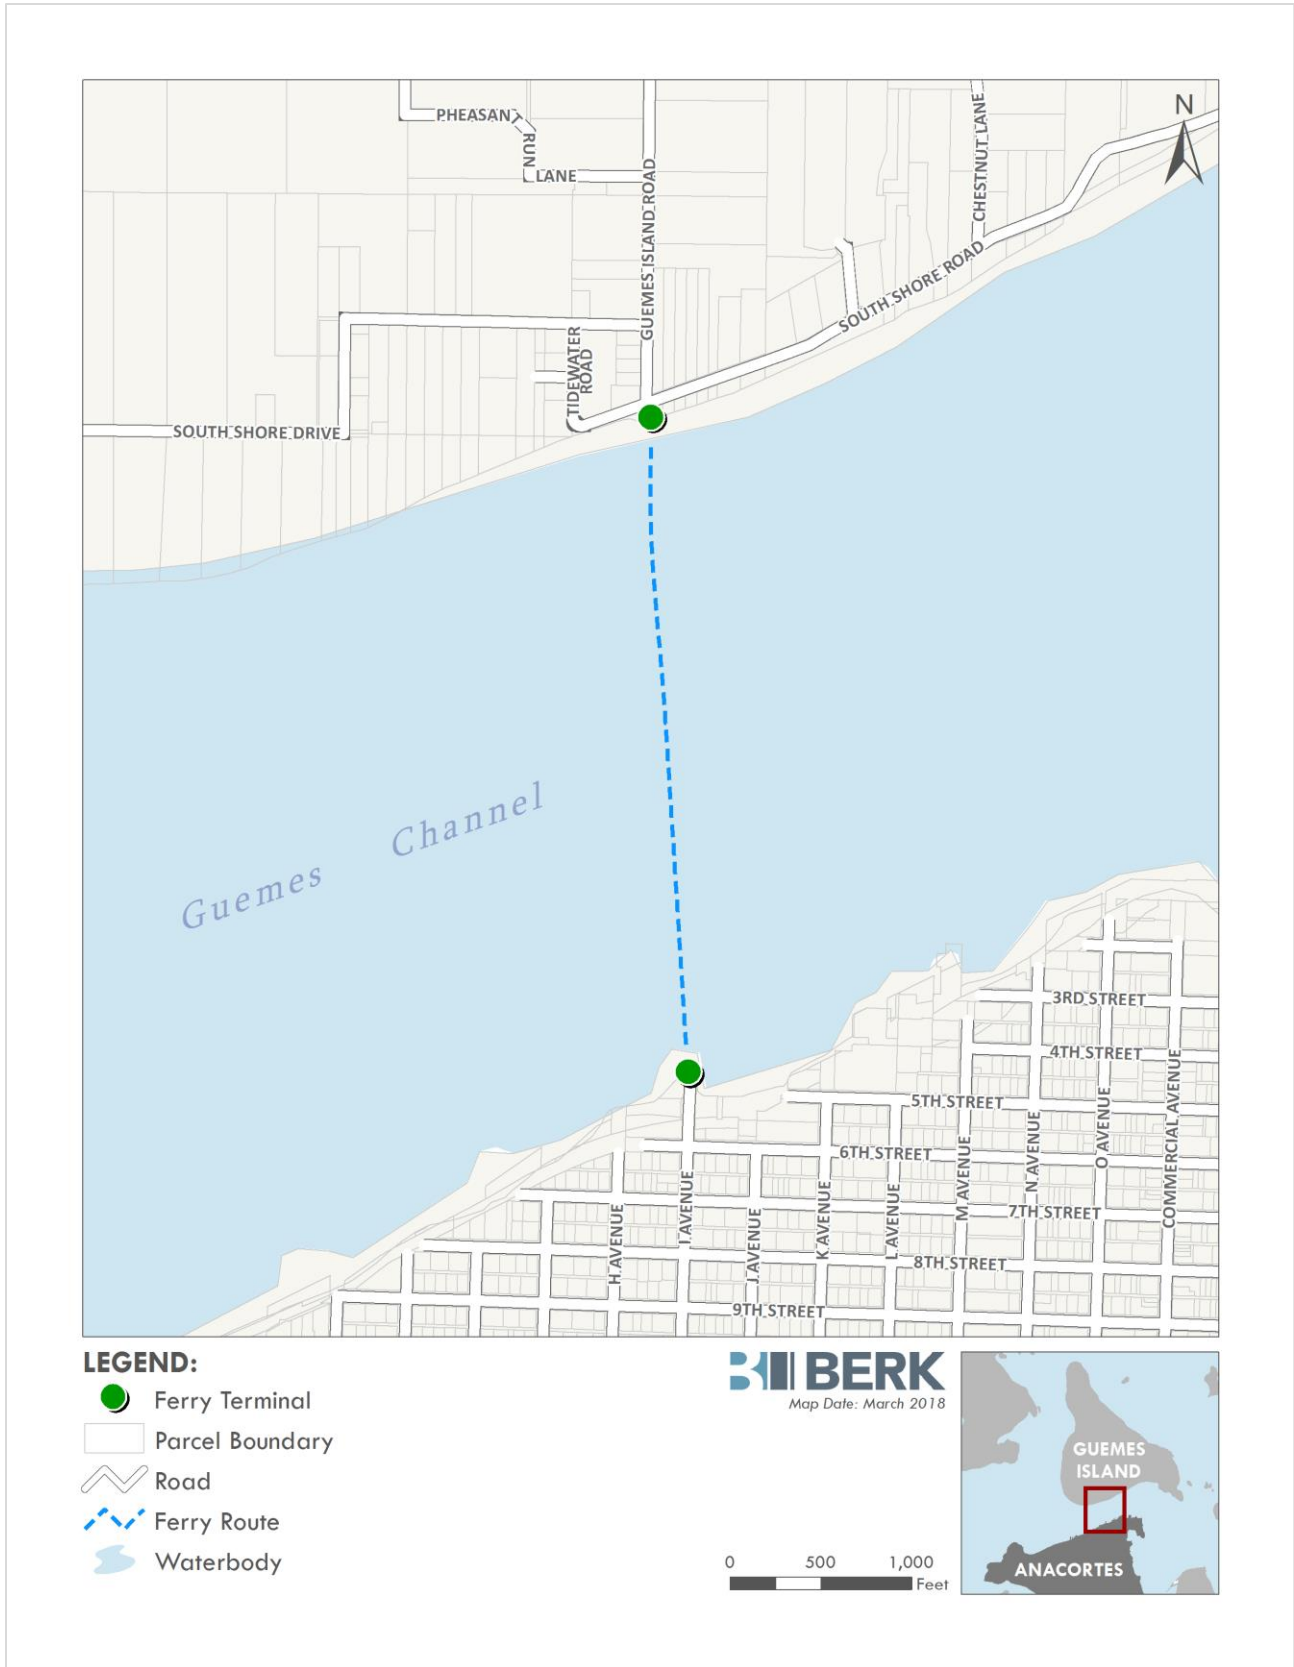 PHEASANT
RUN
LANE
GUEMES ISLAND ROAD
CHESTNUT LANE
N
SOUTH SHORE ROAD
TIDEWATER
ROAD
SOUTH SHORE DRIVE
Guemes Channel
3RD STREET
4TH STREET
5TH STREET
6TH STREET
7TH STREET
8TH STREET
9TH STREET
H AVENUE
I AVENUE
J AVENUE
K AVENUE
L AVENUE
M AVENUE
N AVENUE
O AVENUE
COMMERCIAL AVENUE
LEGEND:
Ferry Terminal
Parcel Boundary
Road
Ferry Route
Waterbody
BERK
Map Date: March 2018
0 500 1,000
Feet
GUEMES
ISLAND
ANACORTES